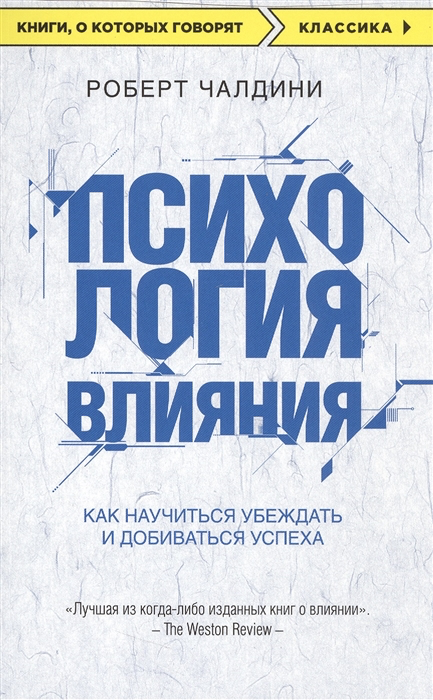 КНИГИ, О КОТОРЫХ ГОВОРЯТ КЛАССИКА
РОБЕРТ ЧАЛДИНИ
ПСИХО
ЛОГИЯ
ВЛИЯНИЯ
КАК НАУЧИТЬСЯ УБЕЖДАТЬ
И ДОБИВАТЬСЯ УСПЕХА
«Лучшая из когда-либо изданных книг о влиянии».
– The Weston Review –